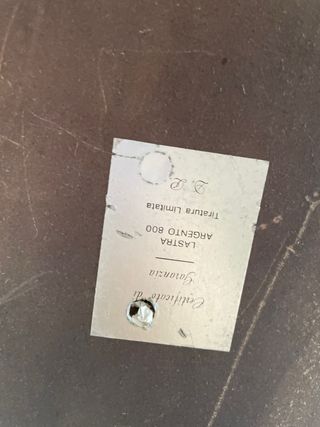 Certificato di
Garanzia
LASTRA
ARGENTO 800
Tiratura Limitata
D. L.